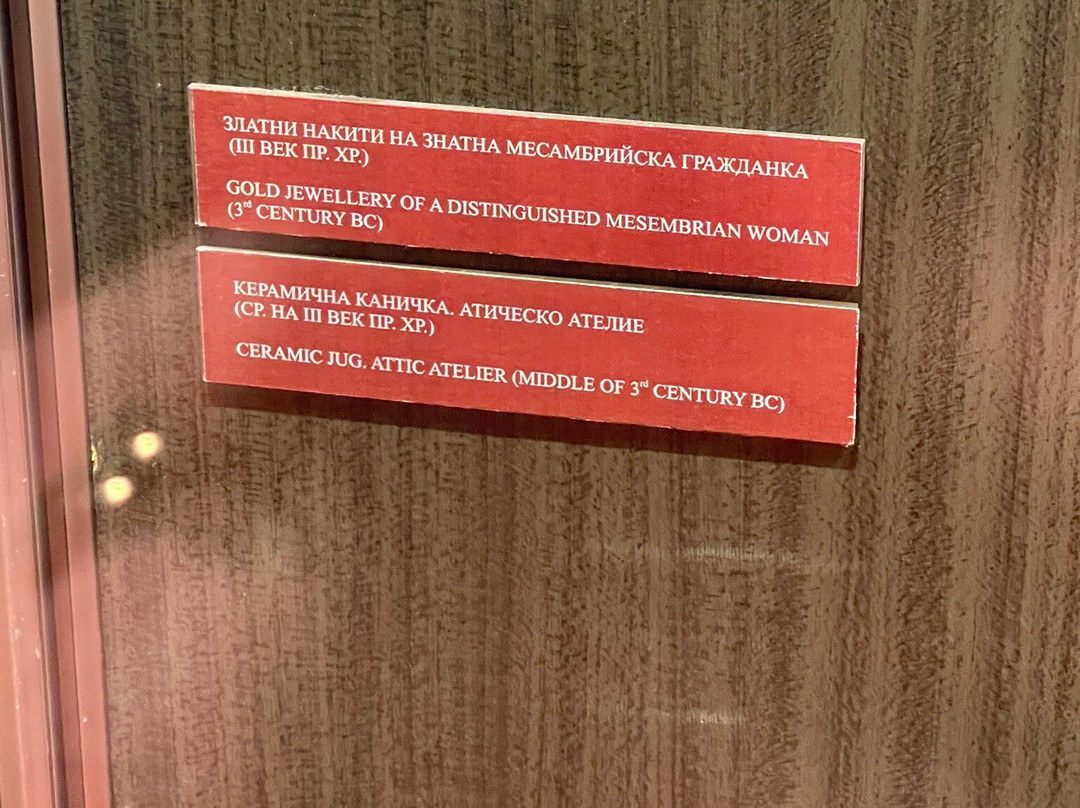 ЗЛАТНИ НАКИТИ НА ЗНАТНА МЕСАМБРИЙСКА ГРАЖДАНКА
(III ВЕК ПР. ХР.)
GOLD JEWELLERY OF A DISTINGUISHED MESEMBRIAN WOMAN
(3rd CENTURY BC)
КЕРАМИЧНА КАНИЧКА. АТИЧЕСКО АТЕЛИЕ
(СР. НА III ВЕК ПР. ХР.)
CERAMIC JUG. ATTIC ATELIER (MIDDLE OF 3rd CENTURY BC)